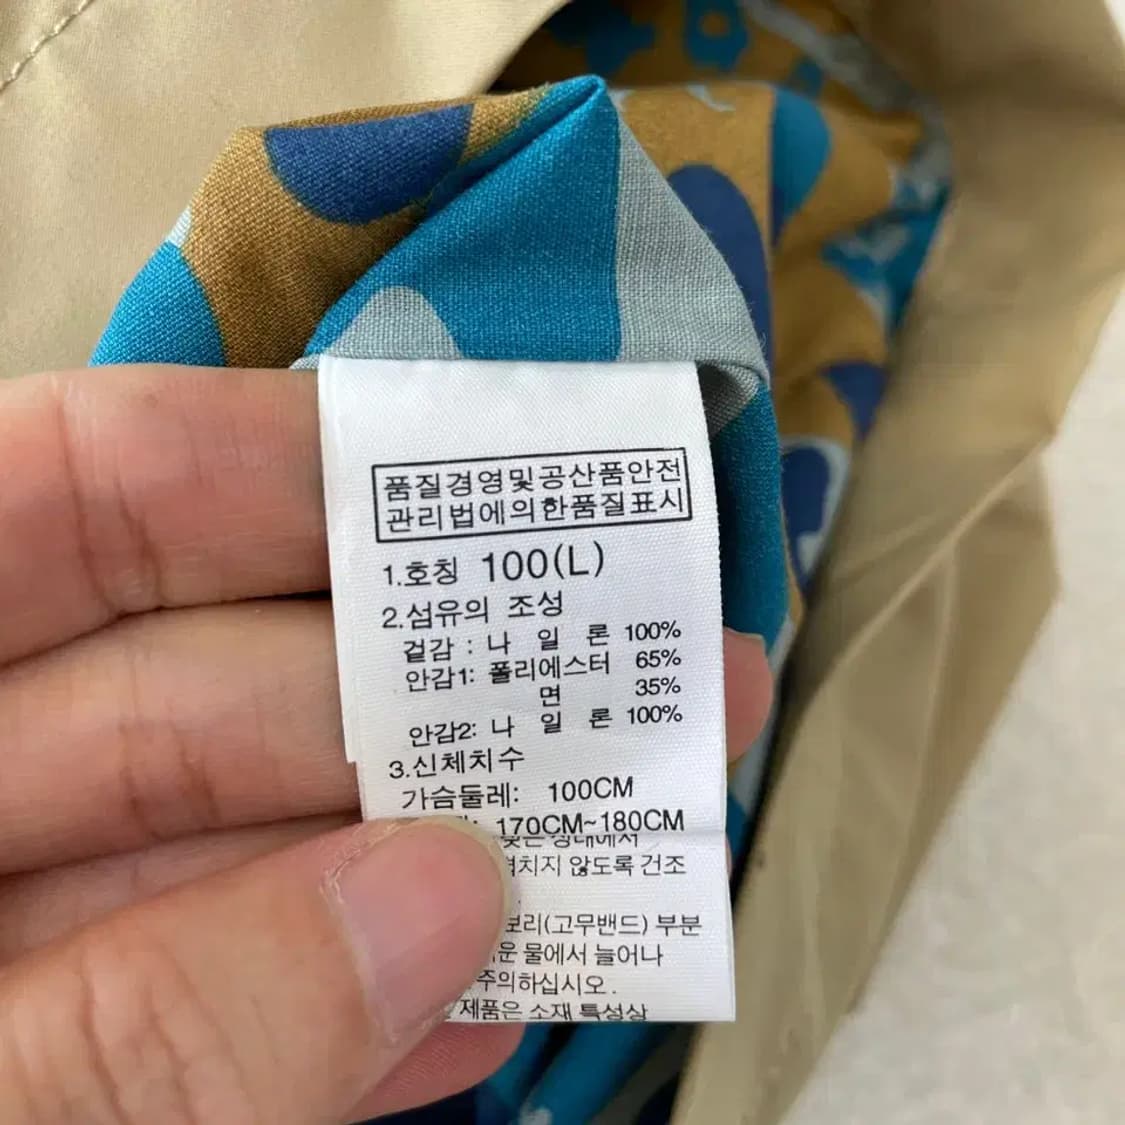 품질경영및공산품안전
관리법에의한품질표시
1.호칭 100(L)
2.섬유의 조성
겉감 : 나 일 론 100%
안감1: 폴리에스터 65%
면 35%
안감2: 나 일 론 100%
3.신체치수
가슴둘레: 100CM
170CM~180CM
상태에서
않도록 건조
(고무밴드) 부분
물에서 늘어나
주의하십시오.
제품은 소재 특성상